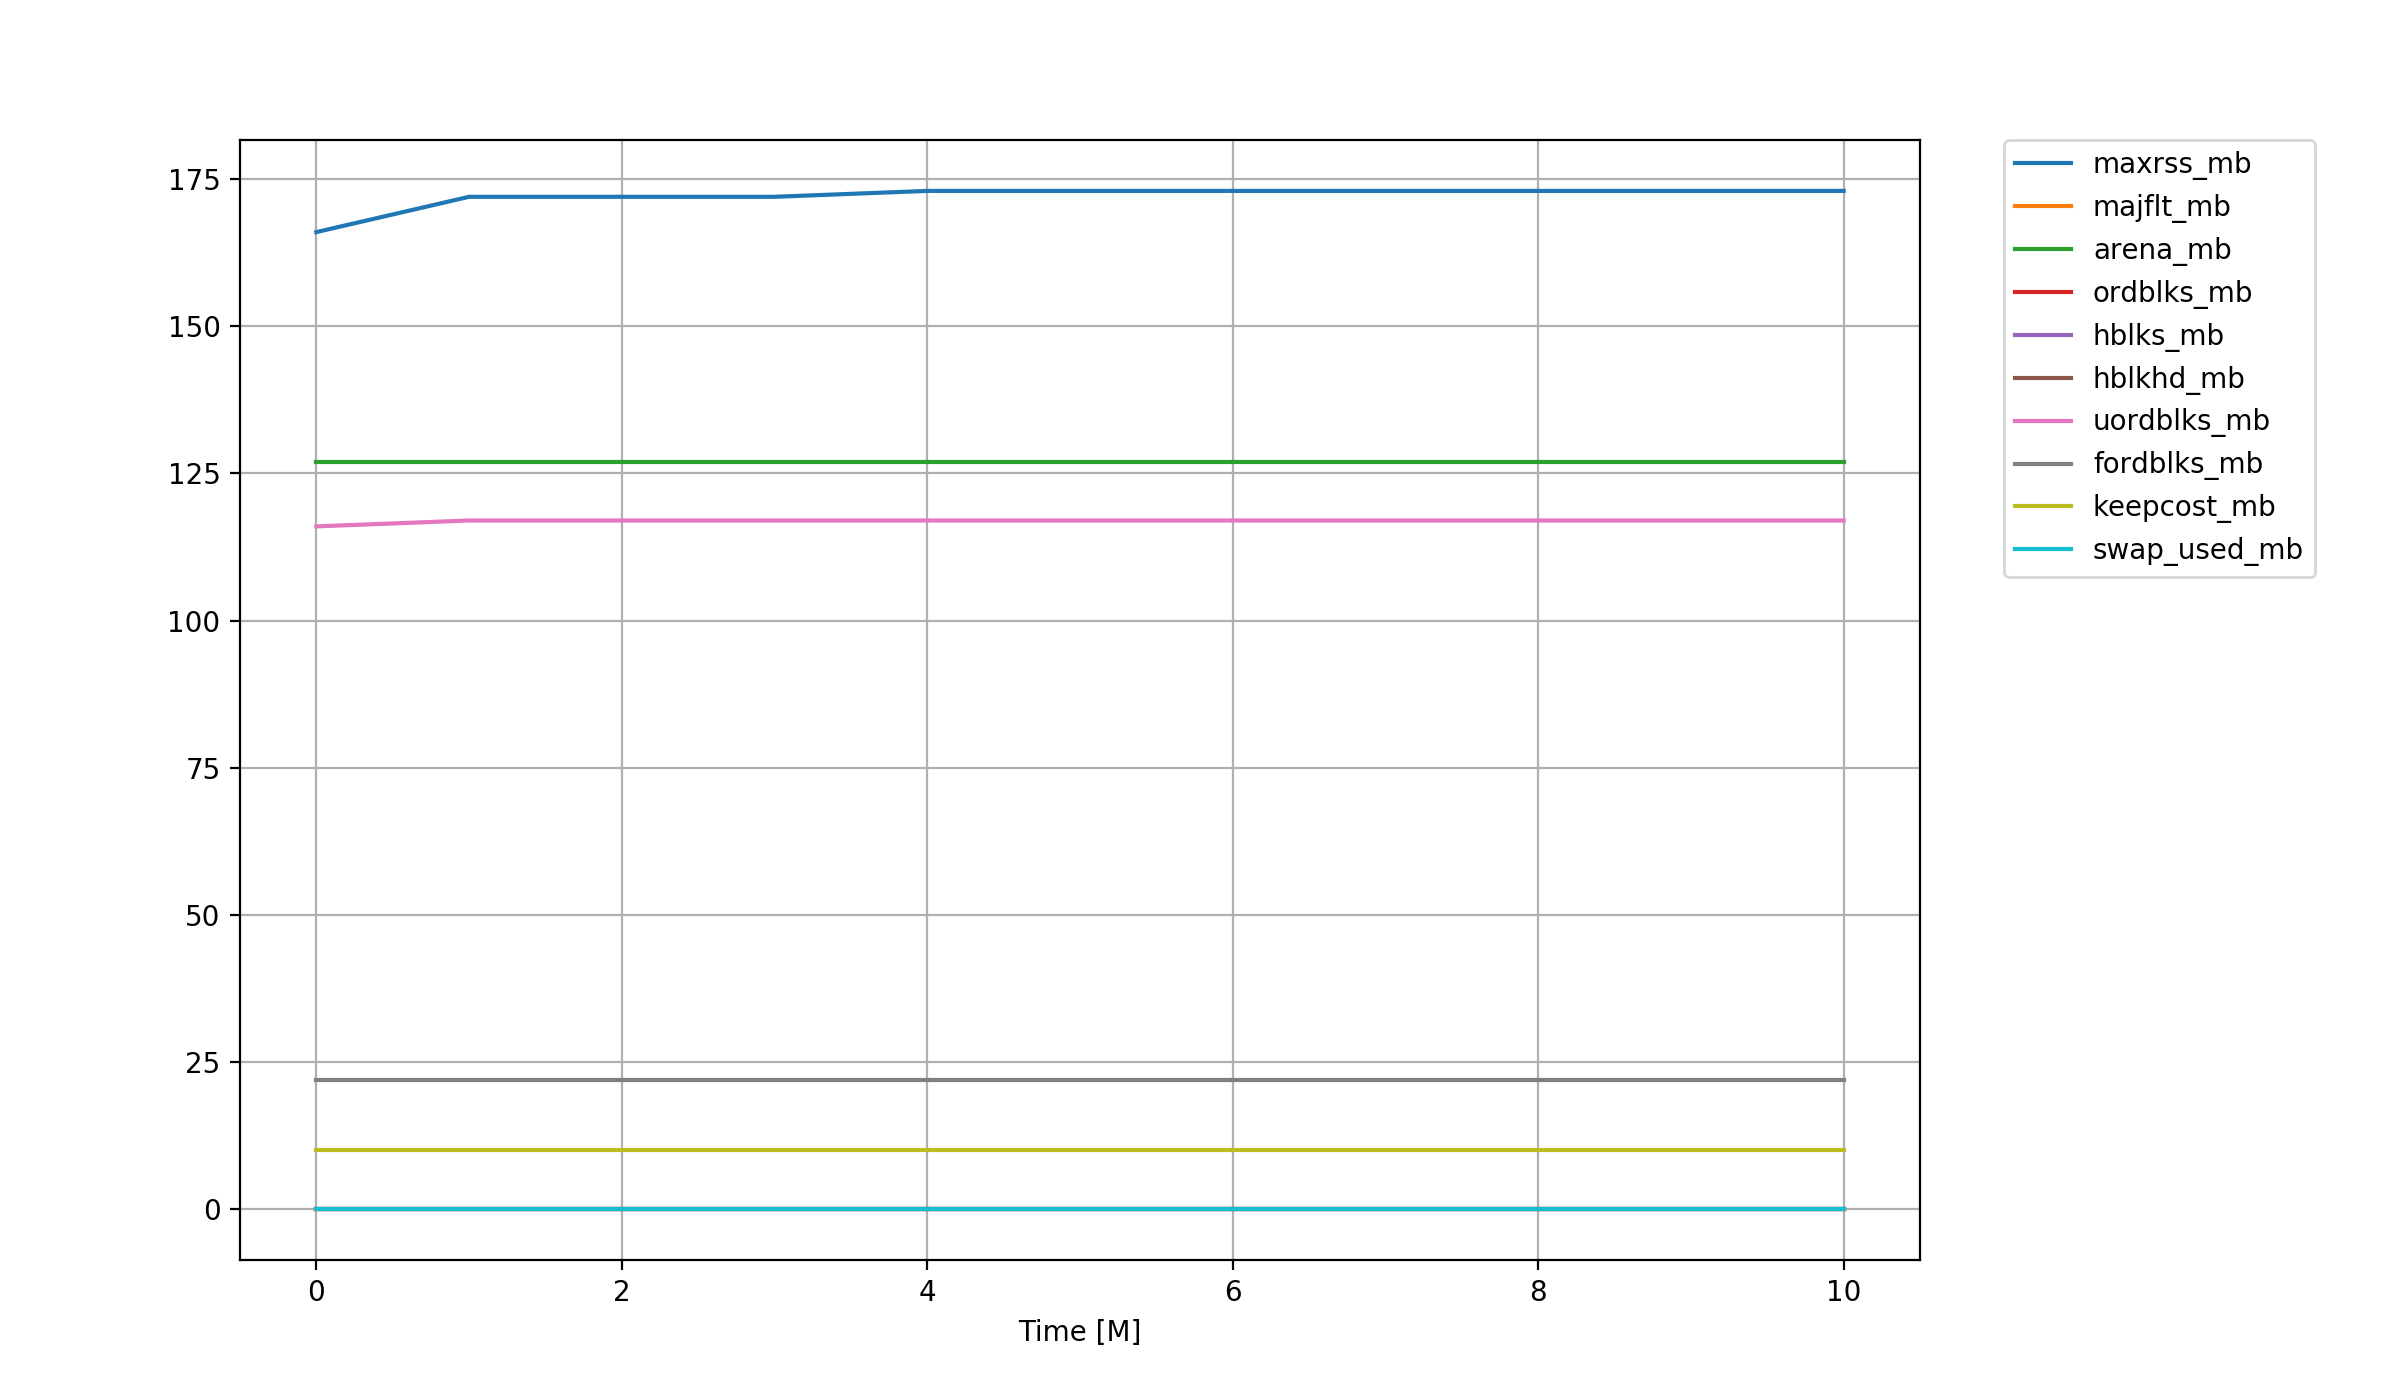 175
150
125
100
75
50
25
0
0 2 4 6 8 10
Time [M]
maxrss_mb
majflt_mb
arena_mb
ordblks_mb
hblks_mb
hblkhd_mb
uordblks_mb
fordblks_mb
keepcost_mb
swap_used_mb